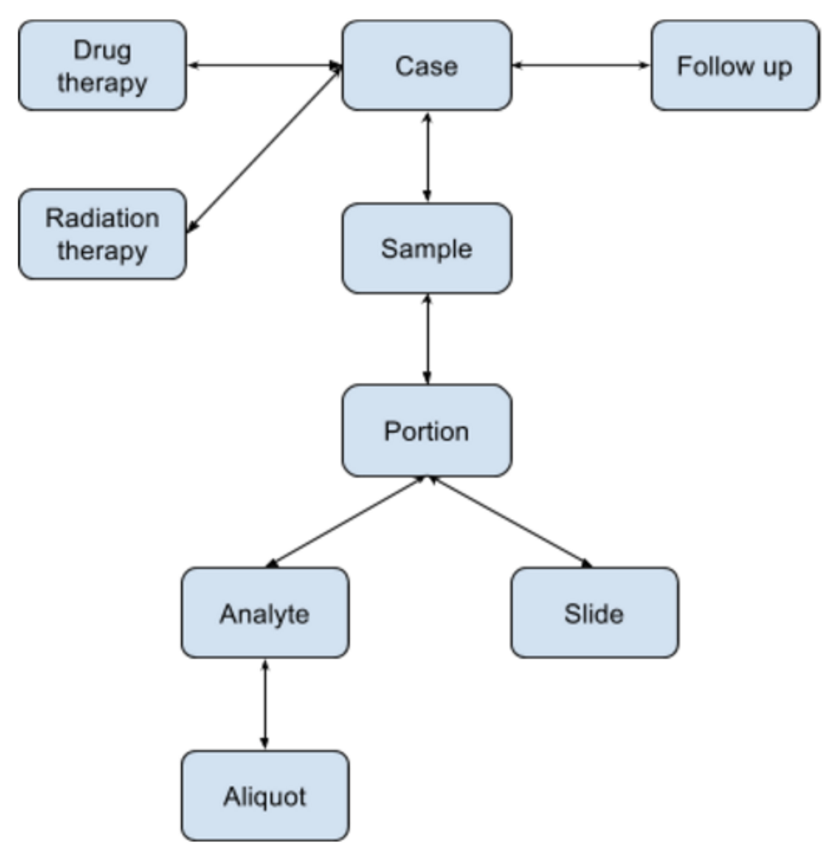 Drug
therapy
Case
Follow up
Radiation
therapy
Sample
Portion
Analyte
Slide
Aliquot